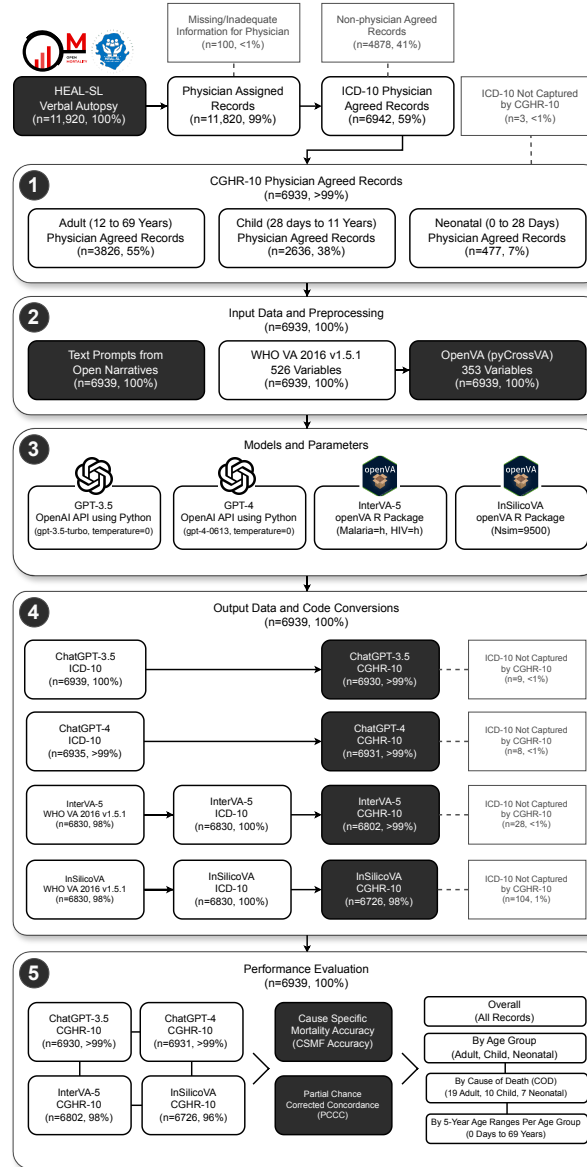 Missing/Inadequate
Information for Physician
(n=100, <1%)
Non-physician Agreed
Records
(n=4878, 41%)
M
OPEN
MORTALITY
HEAL-SL
Verbal Autopsy
(n=11,920, 100%)
Physician Assigned
Records
(n=11,820, 99%)
ICD-10 Physician
Agreed Records
(n=6942, 59%)
ICD-10 Not Captured
by CGHR-10
(n=3, <1%)
1
CGHR-10 Physician Agreed Records
(n=6939, >99%)
Adult (12 to 69 Years)
Physician Agreed Records
(n=3826, 55%)
Child (28 days to 11 Years)
Physician Agreed Records
(n=2636, 38%)
Neonatal (0 to 28 Days)
Physician Agreed Records
(n=477, 7%)
2
Input Data and Preprocessing
(n=6939, 100%)
Text Prompts from
Open Narratives
(n=6939, 100%)
WHO VA 2016 v1.5.1
526 Variables
(n=6939, 100%)
OpenVA (pyCrossVA)
353 Variables
(n=6939, 100%)
3
Models and Parameters
GPT-3.5
OpenAI API using Python
(gpt-3.5-turbo, temperature=0)
GPT-4
OpenAI API using Python
(gpt-4-0613, temperature=0)
openVA
InterVA-5
openVA R Package
(Malaria=h, HIV=h)
openVA
InSilicoVA
openVA R Package
(Nsim=9500)
4
Output Data and Code Conversions
(n=6939, 100%)
ChatGPT-3.5
ICD-10
(n=6939, 100%)
ChatGPT-3.5
CGHR-10
(n=6930, >99%)
ICD-10 Not Captured
by CGHR-10
(n=9, <1%)
ChatGPT-4
ICD-10
(n=6935, >99%)
ChatGPT-4
CGHR-10
(n=6931, >99%)
ICD-10 Not Captured
by CGHR-10
(n=8, <1%)
InterVA-5
WHO VA 2016 v1.5.1
(n=6830, 98%)
InterVA-5
ICD-10
(n=6830, 100%)
InterVA-5
CGHR-10
(n=6802, >99%)
ICD-10 Not Captured
by CGHR-10
(n=28, <1%)
InSilicoVA
WHO VA 2016 v1.5.1
(n=6830, 98%)
InSilicoVA
ICD-10
(n=6830, 100%)
InSilicoVA
CGHR-10
(n=6726, 98%)
ICD-10 Not Captured
by CGHR-10
(n=104, 1%)
5
Performance Evaluation
(n=6939, 100%)
ChatGPT-3.5
CGHR-10
(n=6930, >99%)
ChatGPT-4
CGHR-10
(n=6931, >99%)
InterVA-5
CGHR-10
(n=6802, 98%)
InSilicoVA
CGHR-10
(n=6726, 96%)
Cause Specific
Mortality Accuracy
(CSMF Accuracy)
Partial Chance
Corrected Concordance
(PCCC)
Overall
(All Records)
By Age Group
(Adult, Child, Neonatal)
By Cause of Death (COD)
(19 Adult, 10 Child, 7 Neonatal)
By 5-Year Age Ranges Per Age Group
(0 Days to 69 Years)